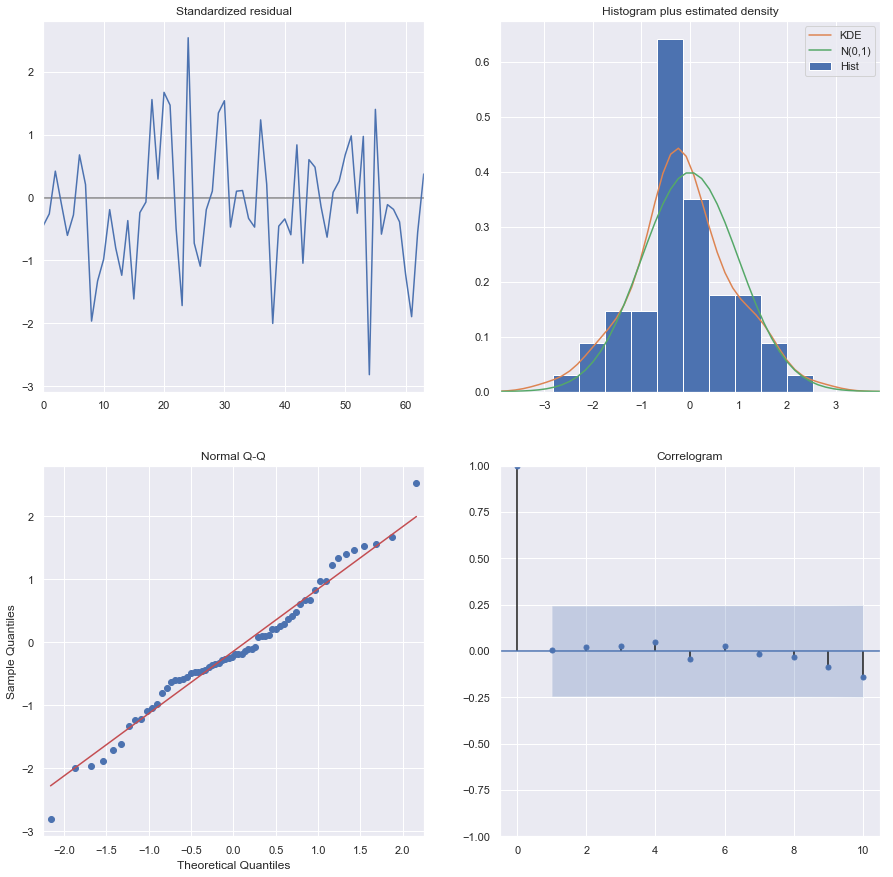 Standardized residual
2
1
0
−1
−2
−3
0 10 20 30 40 50 60
Histogram plus estimated density
KDE
N(0,1)
Hist
0.6
0.5
0.4
0.3
0.2
0.1
0.0
−3 −2 −1 0 1 2 3
Normal Q-Q
Sample Quantiles
2
1
0
−1
−2
−3
−2.0 −1.5 −1.0 −0.5 0.0 0.5 1.0 1.5 2.0
Theoretical Quantiles
Correlogram
1.00
0.75
0.50
0.25
0.00
−0.25
−0.50
−0.75
−1.00
0 2 4 6 8 10